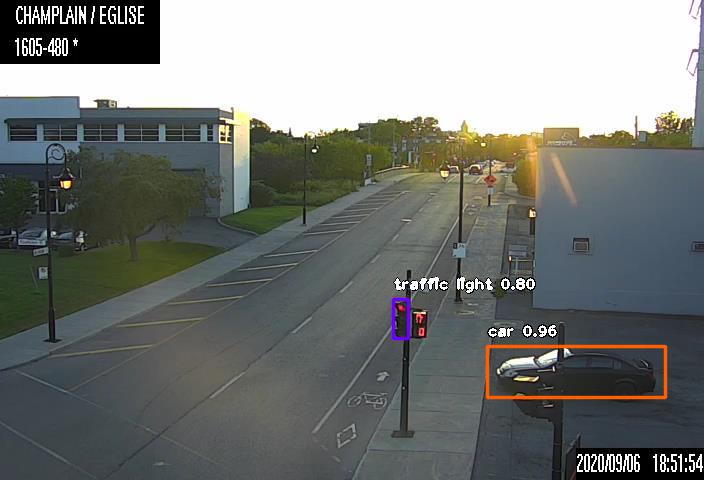 CHAMPLAIN / EGLISE
1605-480 *
traffic light 0.80
car 0.96
2020/09/06 18:51:54